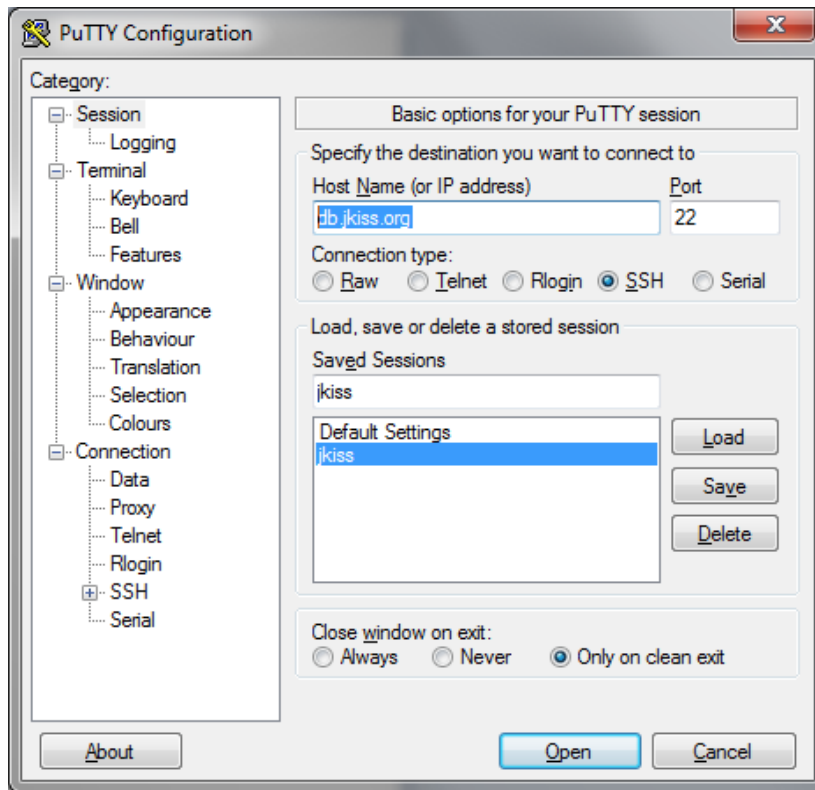 PuTTY Configuration
Category:
Session
Logging
Terminal
Keyboard
Bell
Features
Window
Appearance
Behaviour
Translation
Selection
Colours
Connection
Data
Proxy
Telnet
Rlogin
SSH
Serial
Basic options for your PuTTY session
Specify the destination you want to connect to
Host Name (or IP address) Port
db.jkiss.org 22
Connection type:
Raw Telnet Rlogin SSH Serial
Load, save or delete a stored session
Saved Sessions
jkiss
Default Settings
jkiss
Load
Save
Delete
Close window on exit:
Always Never Only on clean exit
About Open Cancel